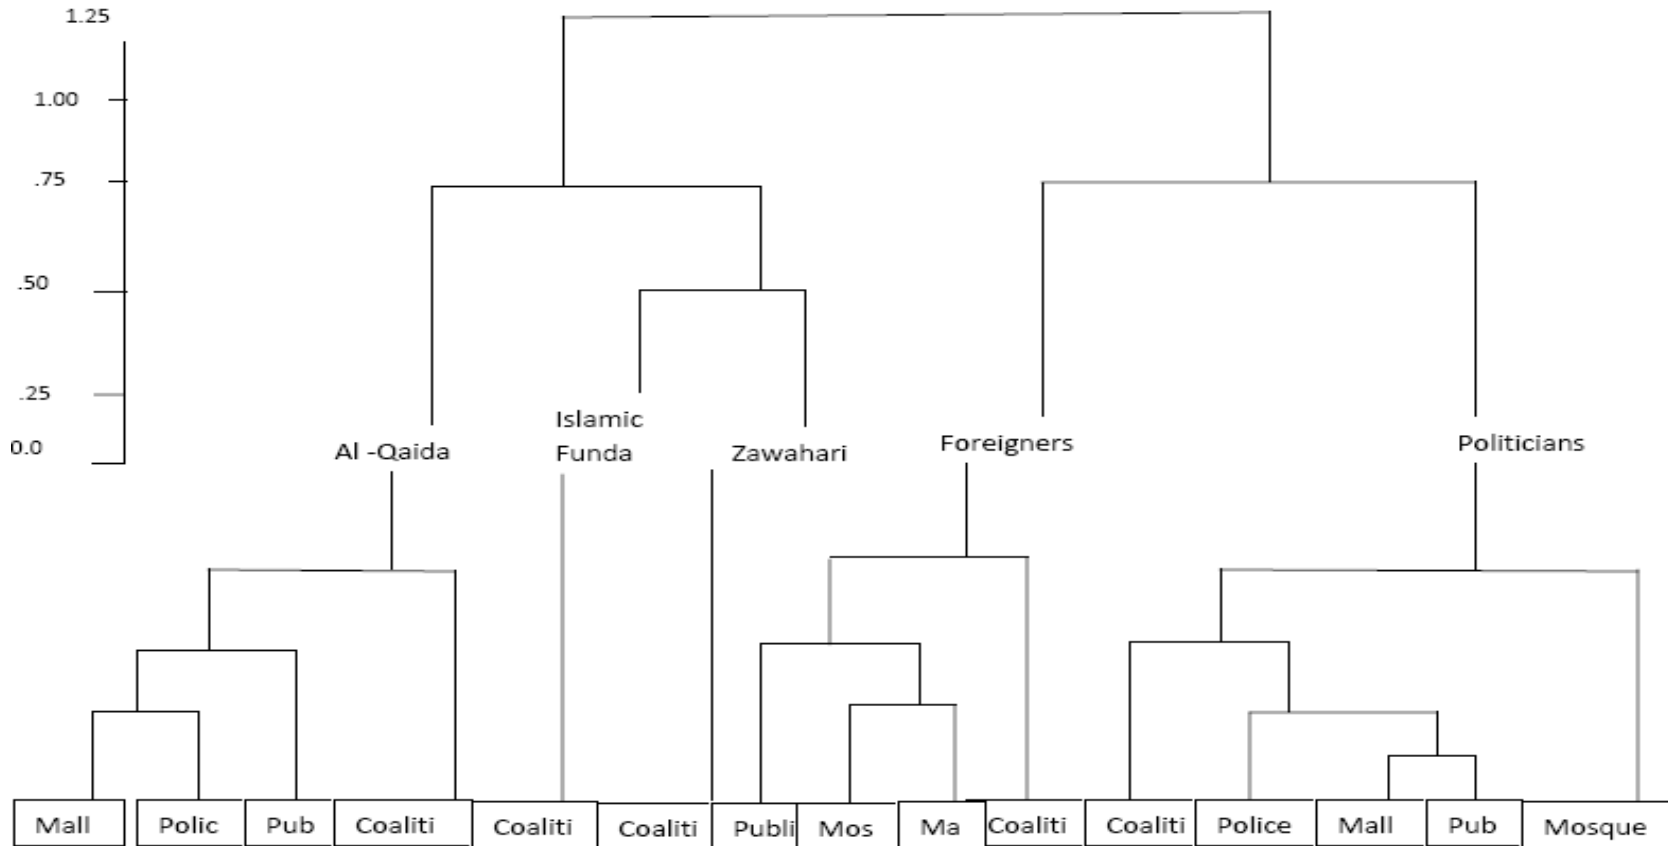 1.25
1.00
.75
.50
.25
0.0
Al -Qaida
Islamic
Funda
Zawahari
Foreigners
Politicians
Mall
Polic
Pub
Coaliti
Coaliti
Coaliti
Publi
Mos
Ma
Coaliti
Coaliti
Police
Mall
Pub
Mosque